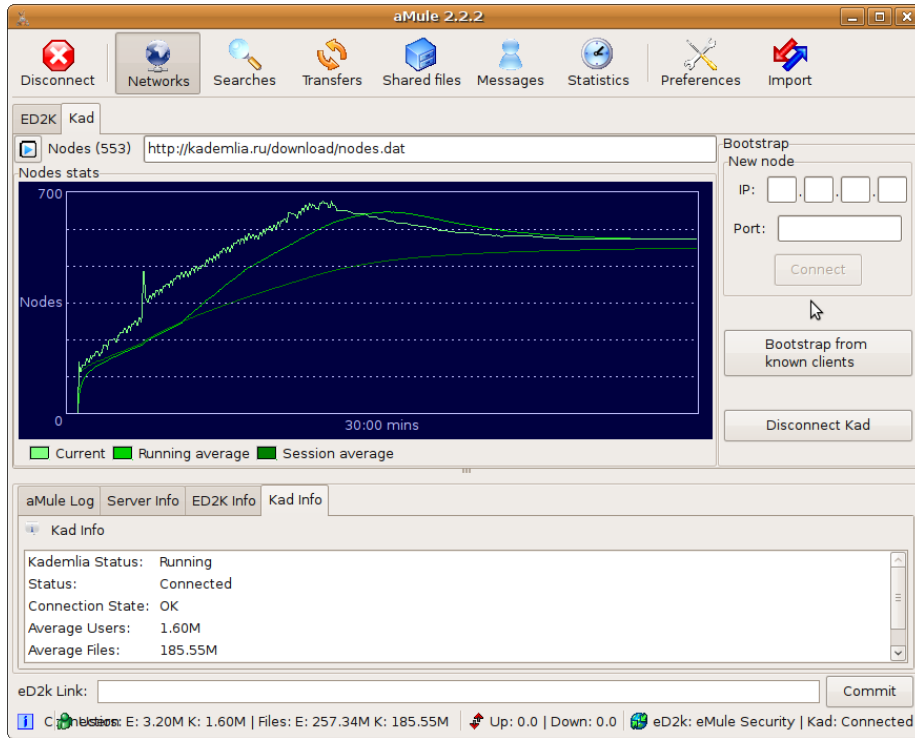 aMule 2.2.2
Disconnect Networks Searches Transfers Shared files Messages Statistics Preferences Import
ED2K Kad
Nodes (553) http://kademlia.ru/download/nodes.dat
Nodes stats
700
Nodes
0 30:00 mins
Current Running average Session average
Bootstrap
New node
IP: . . .
Port:
Connect
Bootstrap from
known clients
Disconnect Kad
aMule Log Server Info ED2K Info Kad Info
Kad Info
Kademlia Status: Running
Status: Connected
Connection State: OK
Average Users: 1.60M
Average Files: 185.55M
eD2k Link: Commit
E: 3.20M K: 1.60M | Files: E: 257.34M K: 185.55M Up: 0.0 | Down: 0.0 eD2k: eMule Security | Kad: Connected